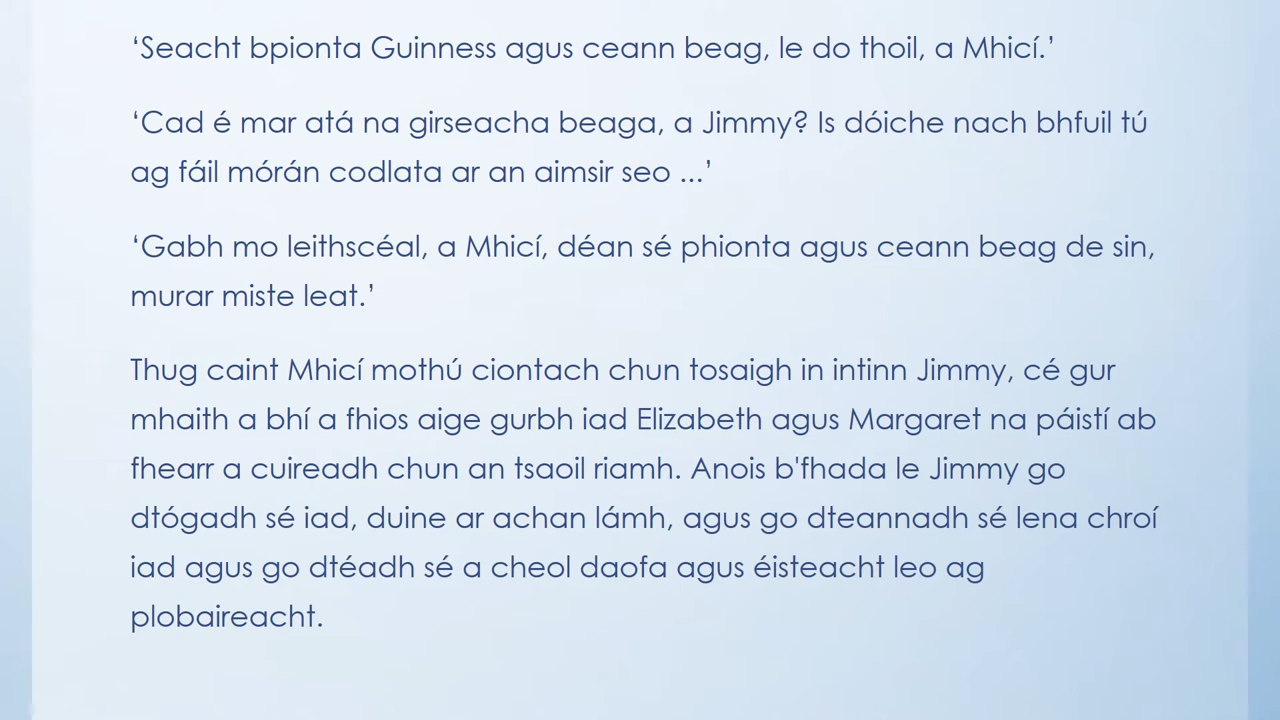 ‘Seacht bpionta Guinness agus ceann beag, le do thoil, a Mhicí.’
‘Cad é mar atá na girseacha beaga, a Jimmy? Is dóiche nach bhfuil tú
ag fáil mórán codlata ar an aimsir seo ...’
‘Gabh mo leithscéal, a Mhicí, déan sé phionta agus ceann beag de sin,
murar miste leat.’
Thug caint Mhicí mothú ciontach chun tosaigh in intinn Jimmy, cé gur
mhaith a bhí a fhios aige gurbh iad Elizabeth agus Margaret na páistí ab
fhearr a cuireadh chun an tsaoil riamh. Anois b'fhada le Jimmy go
dtógadh sé iad, duine ar achan lámh, agus go dteannadh sé lena chroí
iad agus go dtéadh sé a cheol daofa agus éisteacht leo ag
plobaireacht.